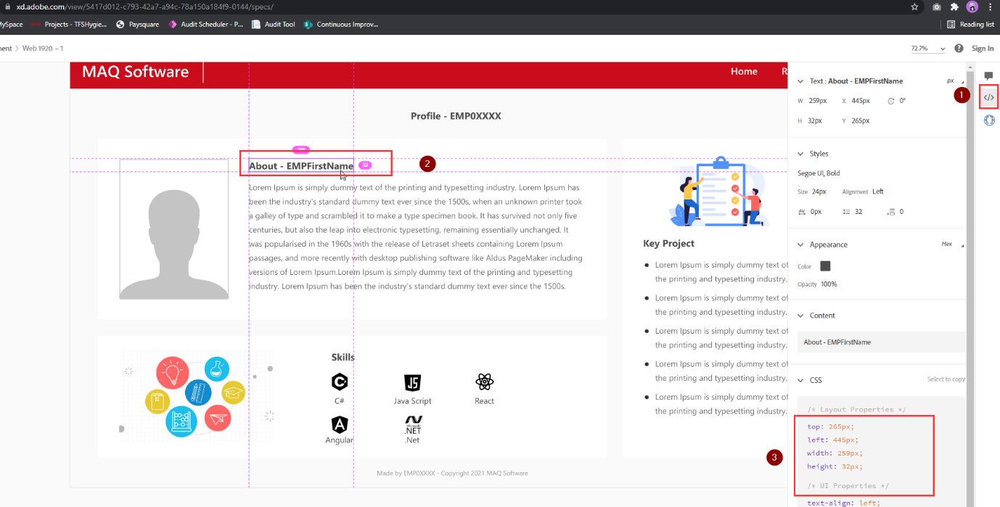 xd.adobe.com/view/5417d012-c793-42a7-a94c-78a150a184f9-0144/specs/
MySpace Projects - TFSHygie... Paysquare Audit Scheduler - P... Audit Tool Continuous Improv... Reading list
nent > Web 1920 – 1 72.7% Sign In
MAQ Software Home R
Profile - EMP0XXXX
2
About - EMPFirstName 32
Lorem Ipsum is simply dummy text of the printing and typesetting industry. Lorem Ipsum has
been the industry's standard dummy text ever since the 1500s, when an unknown printer took
a galley of type and scrambled it to make a type specimen book. It has survived not only five
centuries, but also the leap into electronic typesetting, remaining essentially unchanged. It
was popularised in the 1960s with the release of Letraset sheets containing Lorem Ipsum
passages, and more recently with desktop publishing software like Aldus PageMaker including
versions of Lorem Ipsum.Lorem Ipsum is simply dummy text of the printing and typesetting
industry. Lorem Ipsum has been the industry's standard dummy text ever since the 1500s.
Key Project
Lorem Ipsum is simply dummy text of
the printing and typesetting industry.
Lorem Ipsum is simply dummy text of
the printing and typesetting industry.
Lorem Ipsum is simply dummy text of
the printing and typesetting industry.
Lorem Ipsum is simply dummy text of
the printing and typesetting industry.
Lorem Ipsum is simply dummy text of
the printing and typesetting industry.
Skills
C JS
C# Java Script React
A Microsoft .NET
Angular .Net
Made by EMP0XXXX - Copyright 2021 MAQ Software
3
Text : About - EMPFirstName px
1
W 259px X 445px 0°
H 32px Y 265px
Styles
Segoe UI, Bold
Size 24px Alignment Left
0px 32 0
Appearance Hex
Color
Opacity 100%
Content
About - EMPFirstName
CSS Select to copy
/* Layout Properties */
top: 265px;
left: 445px;
width: 259px;
height: 32px;
/* UI Properties */
text-align: left;